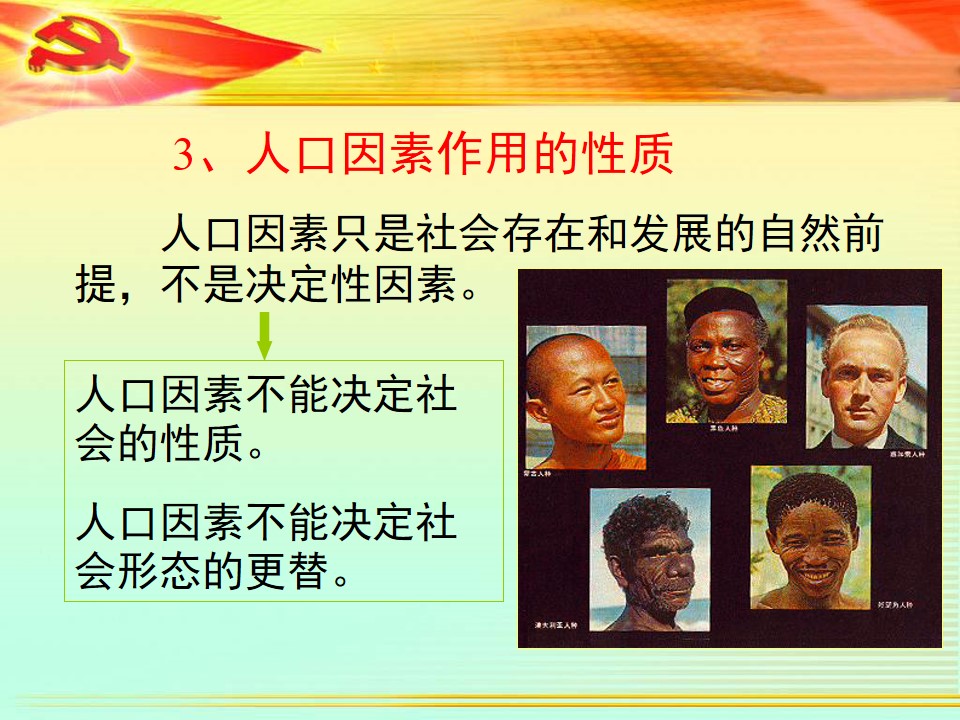 3、人口因素作用的性质
人口因素只是社会存在和发展的自然前
提，不是决定性因素。
人口因素不能决定社
会的性质。
人口因素不能决定社
会形态的更替。
黑色人种
高加索人种
蒙古人种
澳大利亚人种
好望角人种